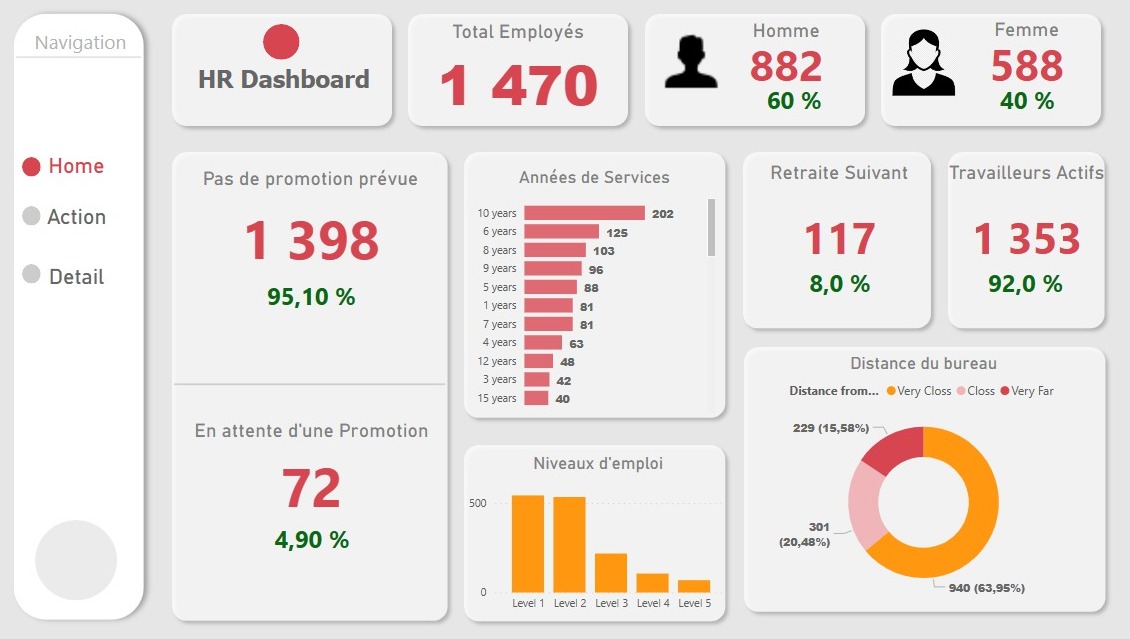 Navigation
Home
Action
Detail
HR Dashboard
Total Employés
1 470
Homme
882
60 %
Femme
588
40 %
Pas de promotion prévue
1 398
95,10 %
En attente d'une Promotion
72
4,90 %
Années de Services
10 years 202
6 years 125
8 years 103
9 years 96
5 years 88
1 years 81
7 years 81
4 years 63
12 years 48
3 years 42
15 years 40
Niveaux d'emploi
500
0
Level 1 Level 2 Level 3 Level 4 Level 5
Retraite Suivant
117
8,0 %
Travailleurs Actifs
1 353
92,0 %
Distance du bureau
Distance from... Very Closs Closs Very Far
229 (15,58%)
301
(20,48%)
940 (63,95%)